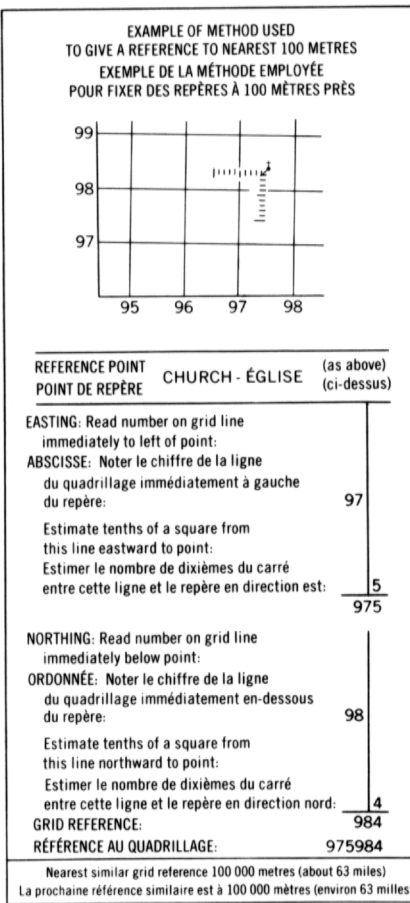 EXAMPLE OF METHOD USED
TO GIVE A REFERENCE TO NEAREST 100 METRES
EXEMPLE DE LA MÉTHODE EMPLOYÉE
POUR FIXER DES REPÈRES À 100 MÈTRES PRÈS
99
98
97
95 96 97 98
REFERENCE POINT
POINT DE REPÈRE
CHURCH - ÉGLISE
(as above)
(ci-dessus)
EASTING: Read number on grid line
immediately to left of point:
ABSCISSE: Noter le chiffre de la ligne
du quadrillage immédiatement à gauche
du repère: 97
Estimate tenths of a square from
this line eastward to point:
Estimer le nombre de dixièmes du carré
entre cette ligne et le repère en direction est: 5
975
NORTHING: Read number on grid line
immediately below point:
ORDONNÉE: Noter le chiffre de la ligne
du quadrillage immédiatement en-dessous
du repère: 98
Estimate tenths of a square from
this line northward to point:
Estimer le nombre de dixièmes du carré
entre cette ligne et le repère en direction nord: 4
GRID REFERENCE: 984
RÉFÉRENCE AU QUADRILLAGE: 975984
Nearest similar grid reference 100 000 metres (about 63 miles)
La prochaine référence similaire est à 100 000 mètres (environ 63 milles